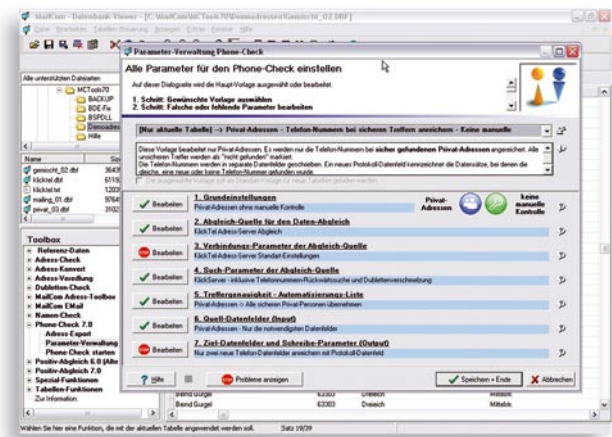 MailCom - Datenbank-Viewer - [C:\MailCom\MCTools70\Demoadressen\Gemischt_02.DBF]
Datei Bearbeiten Tabellen-Steuerung Anzeigen Extras Fenster Hilfe
Parameter-Verwaltung Phone-Check
Alle Parameter für den Phone-Check einstellen
Auf dieser Dialogseite wird die Haupt-Vorlage ausgewählt oder bearbeitet.
1. Schritt: Gewünschte Vorlage auswählen
2. Schritt: Falsche oder fehlende Parameter bearbeiten
Alle unterstützten Dateiarten
MCTools70
BACKUP
BDE-Fix
BSPDLL
Demoadres
Hilfe
[Nur aktuelle Tabelle] --> Privat-Adressen - Telefon-Nummern bei sicheren Treffern anreichern - Keine manuelle
Diese Vorlage bearbeitet nur Privat-Adressen. Es werden nur die Telefon-Nummern bei sicher gefundenen Privat-Adressen angereichert. Alle
unsicheren Treffer werden als "nicht gefunden" markiert.
Die Telefon-Nummern werden in separate Datenfelder geschrieben. Ein neues Protokoll-Datenfeld kennzeichnet die Datensätze, bei denen die
gleiche, eine neue oder keine Telefon-Nummer gefunden wurde.
Name
gemischt_02.dbf
klicktel.dbf
klicktel.txt
mailing_01.dbf
privat_03.dbf
Bearbeiten
1. Grundeinstellungen
Privat-Adressen ohne manuelle Kontrolle
Privat-
Adressen
keine
manuelle
Kontrolle
Bearbeiten
2. Abgleich-Quelle für den Daten-Abgleich
KlickTel-Adress-Server Abgleich
Bearbeiten
3. Verbindungs-Parameter der Abgleich-Quelle
KlickTel-Adress-Server Standart-Einstellungen
Bearbeiten
4. Such-Parameter der Abgleich-Quelle
KlickServer - inklusive Telefonnummern-Rückwärtssuche und Dublettenverschmelzung
Bearbeiten
5. Treffergenauigkeit - Automatisierungs-Liste
Privat-Adressen -> Alle sicheren Privat-Personen übernehmen
Bearbeiten
6. Quell-Datenfelder (Input)
Privat-Adressen - Nur die notwendigsten Datenfelder
Bearbeiten
7. Ziel-Datenfelder und Schreibe-Parameter (Output)
Nur zwei neue Telefon-Datenfelder anreichern mit Protokoll-Datenfeld
Toolbox
Referenz-Daten
Adress-Check
Adress-Konvert
Adress-Veredlung
Dubletten-Check
MailCom Adress-Toolbox
MailCom EMail
Namen-Check
Phone-Check 7.0
Adress-Export
Parameter-Verwaltung
Phone-Check starten
Positiv-Abgleich 6.0 (Alte
Positiv-Abgleich 7.0
Spezial-Funktionen
Tabellen-Funktionen
Zur Information:
Hilfe
Probleme anzeigen
Speichern + Ende
Abbrechen
Bernd Gurgel 63303 Dreieich
Bernd Gurgel 63303 Dreieich
Wählen Sie hier eine Funktion, die mit der aktuellen Tabelle angewendet werden soll. Satz 19/39